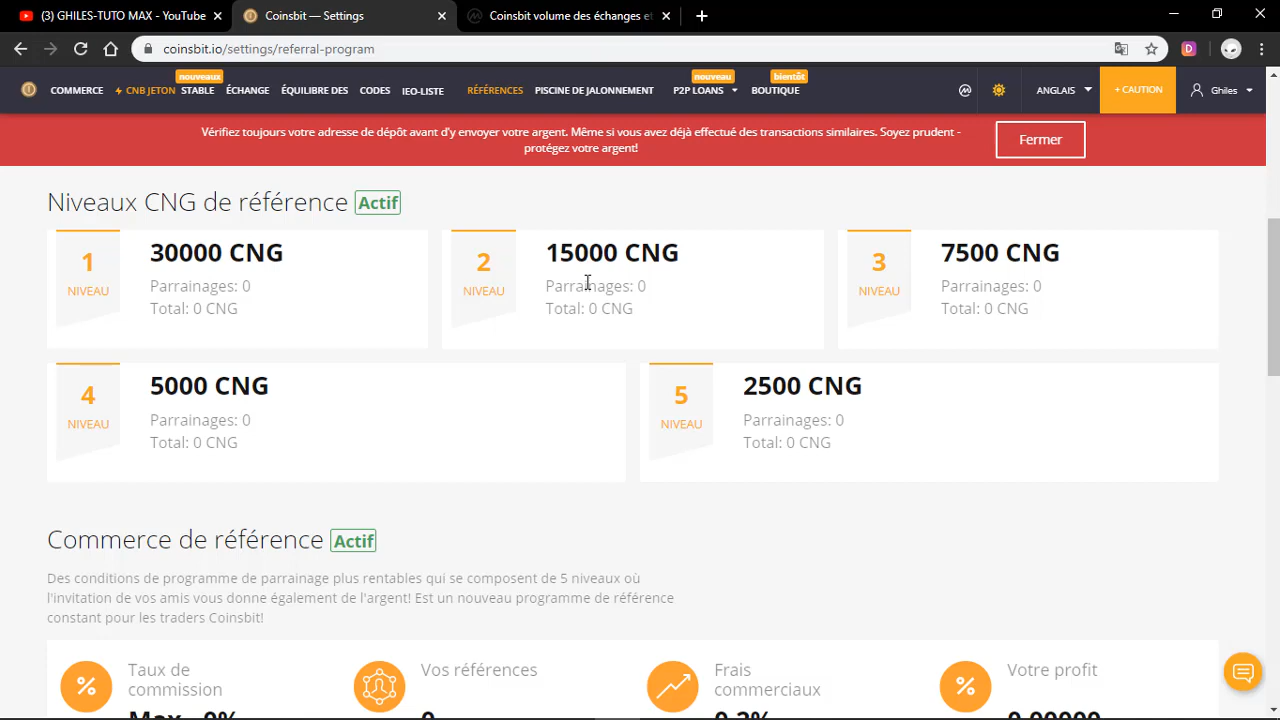 (3) GHILES-TUTO MAX - YouTube
Coinsbit — Settings
Coinsbit volume des échanges et
coinsbit.io/settings/referral-program
D
COMMERCE
CNB JETON
nouveaux
STABLE
ÉCHANGE
ÉQUILIBRE DES
CODES
IEO-LISTE
RÉFÉRENCES
PISCINE DE JALONNEMENT
nouveau
P2P LOANS
bientôt
BOUTIQUE
ANGLAIS
+ CAUTION
Ghiles
Vérifiez toujours votre adresse de dépôt avant d'y envoyer votre argent. Même si vous avez déjà effectué des transactions similaires. Soyez prudent -
protégez votre argent!
Fermer
Niveaux CNG de référence Actif
1
NIVEAU
30000 CNG
Parrainages: 0
Total: 0 CNG
2
NIVEAU
15000 CNG
Parrainages: 0
Total: 0 CNG
3
NIVEAU
7500 CNG
Parrainages: 0
Total: 0 CNG
4
NIVEAU
5000 CNG
Parrainages: 0
Total: 0 CNG
5
NIVEAU
2500 CNG
Parrainages: 0
Total: 0 CNG
Commerce de référence Actif
Des conditions de programme de parrainage plus rentables qui se composent de 5 niveaux où
l'invitation de vos amis vous donne également de l'argent! Est un nouveau programme de référence
constant pour les traders Coinsbit!
%
Taux de
commission
Max - 0%
Vos références
0
Frais
commerciaux
0.2%
%
Votre profit
0.00000